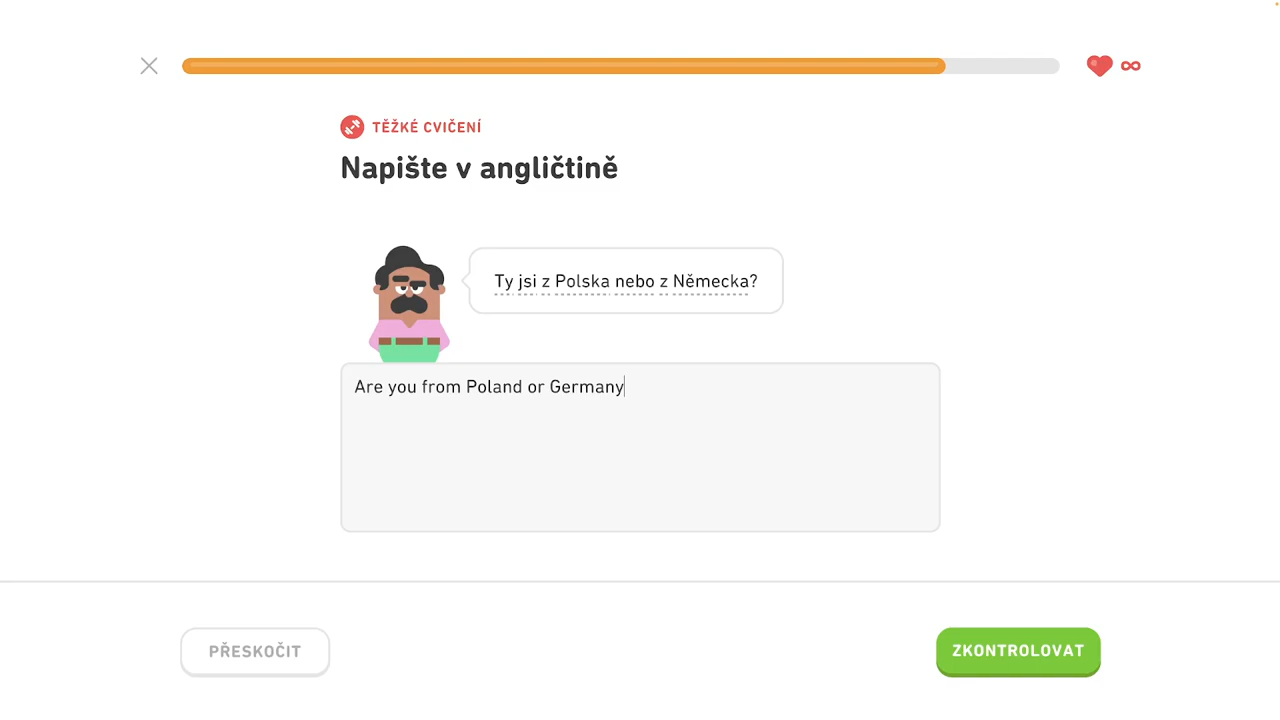 TĚŽKÉ CVIČENÍ
Napište v angličtině
Ty jsi z Polska nebo z Německa?
Are you from Poland or Germany
PŘESKOČIT
ZKONTROLOVAT